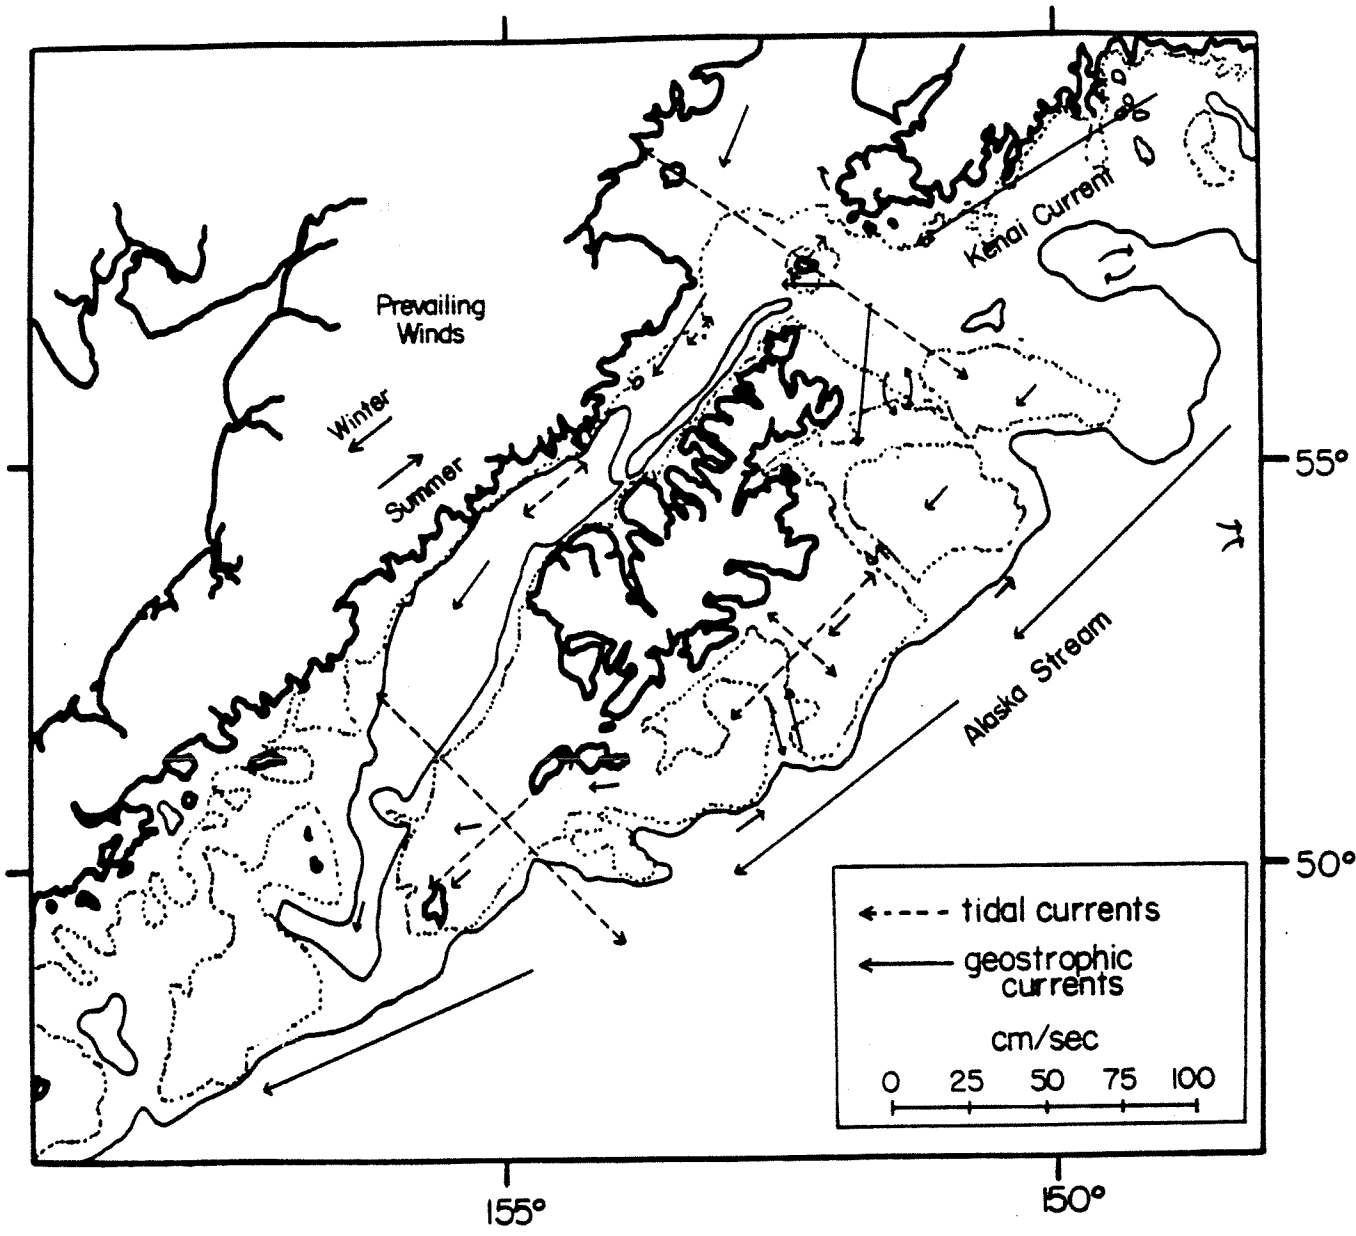 Kenai Current
Prevailing
Winds
Winter
Summer
55°
Alaska Stream
50°
tidal currents
geostrophic
currents
cm/sec
0 25 50 75 100
155°
150°